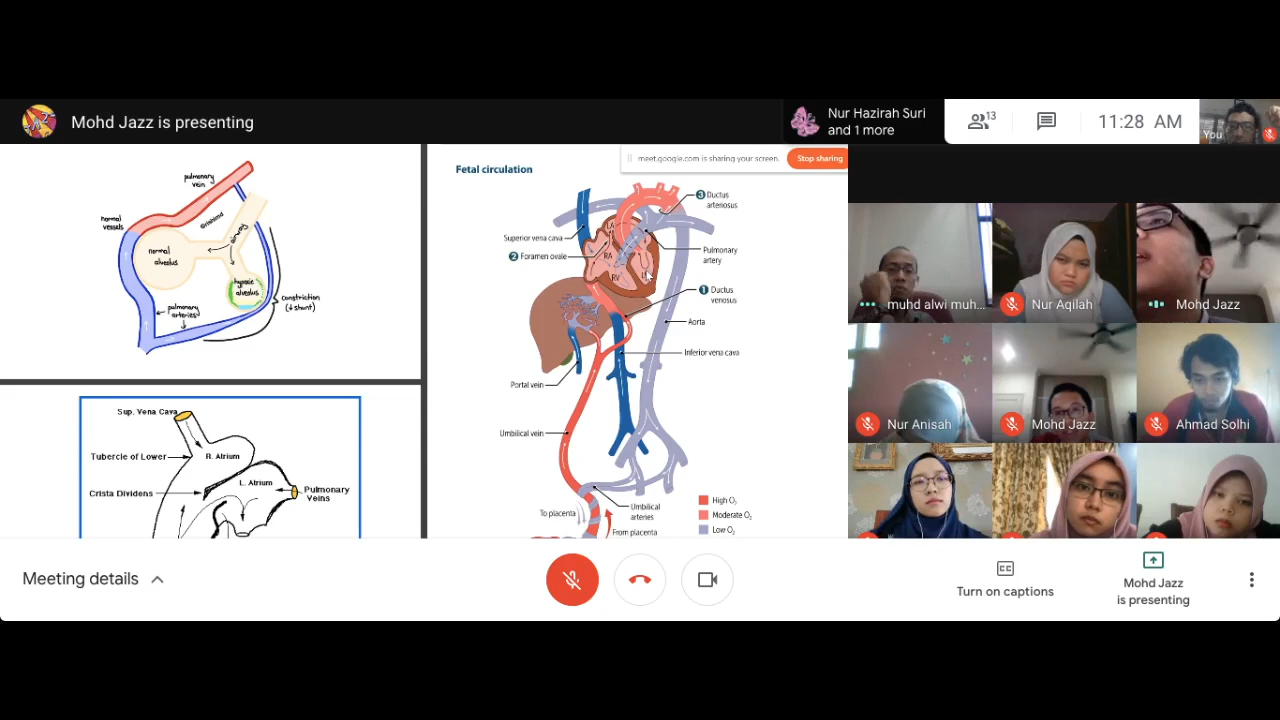 Mohd Jazz is presenting
Nur Hazirah Suri
and 1 more
13
11:28 AM
You
meet.google.com is sharing your screen.
Stop sharing
pulmonary
vein
normal
vessels
normal
alveolus
airway
hypoxic
alveolus
pulmonary
arteries
constriction
(↓shunt)
Sup. Vena Cava
Tubercle of Lower
R. Atrium
L. Atrium
Crista Dividens
Pulmonary
Veins
Fetal circulation
3 Ductus
arteriosus
Superior vena cava
2 Foramen ovale
LA
RA
RV
Pulmonary
artery
1 Ductus
venosus
Aorta
Inferior vena cava
Portal vein
Umbilical vein
Umbilical
arteries
To placenta
From placenta
High O₂
Moderate O₂
Low O₂
muhd alwi muh...
Nur Aqilah
Mohd Jazz
Nur Anisah
Mohd Jazz
Ahmad Solhi
Meeting details
Turn on captions
Mohd Jazz
is presenting